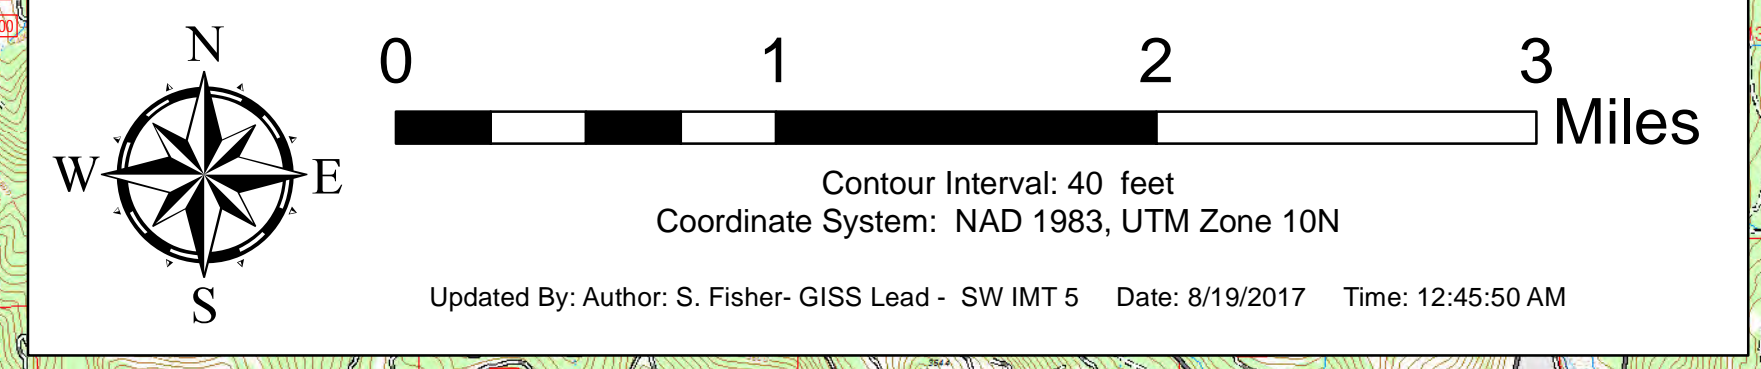 N
W E
S
0 1 2 3
Miles
Contour Interval: 40 feet
Coordinate System: NAD 1983, UTM Zone 10N
Updated By: Author: S. Fisher- GISS Lead - SW IMT 5 Date: 8/19/2017 Time: 12:45:50 AM
3544